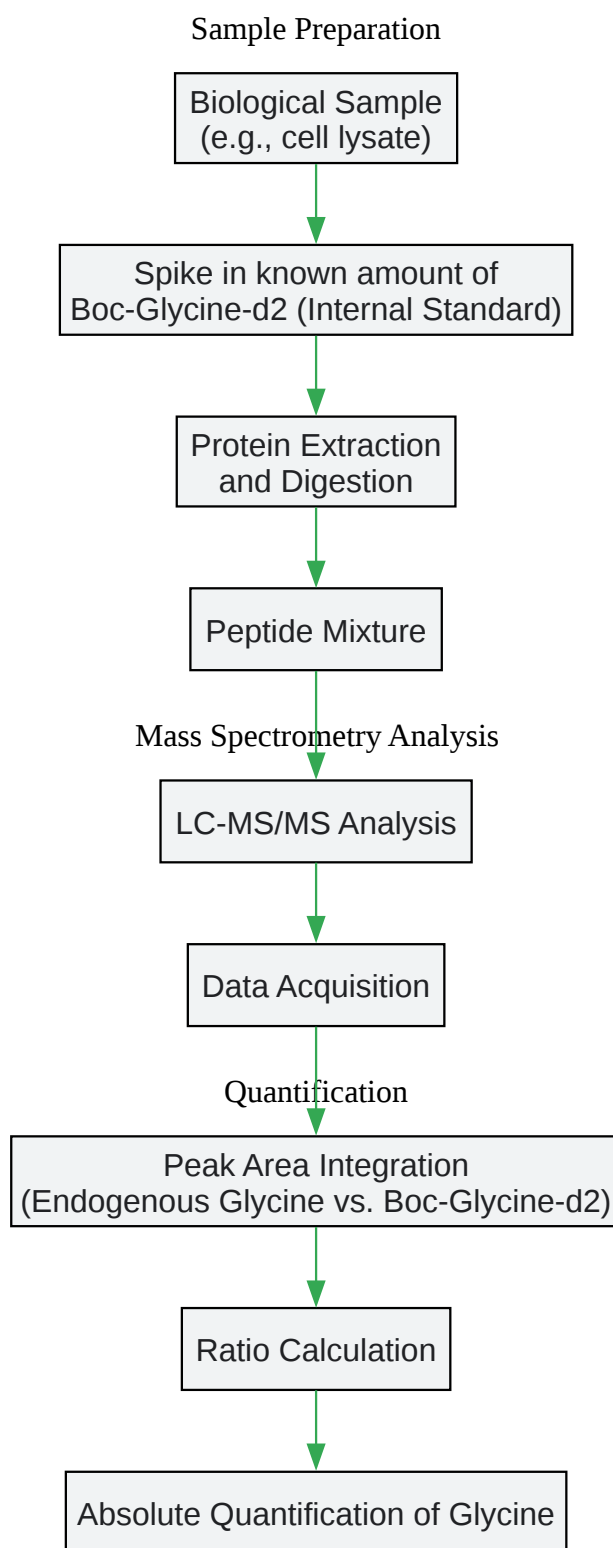 Sample Preparation
Biological Sample
(e.g., cell lysate)
Spike in known amount of
Boc-Glycine-d2 (Internal Standard)
Protein Extraction
and Digestion
Peptide Mixture
Mass Spectrometry Analysis
LC-MS/MS Analysis
Data Acquisition
Quantification
Peak Area Integration
(Endogenous Glycine vs. Boc-Glycine-d2)
Ratio Calculation
Absolute Quantification of Glycine